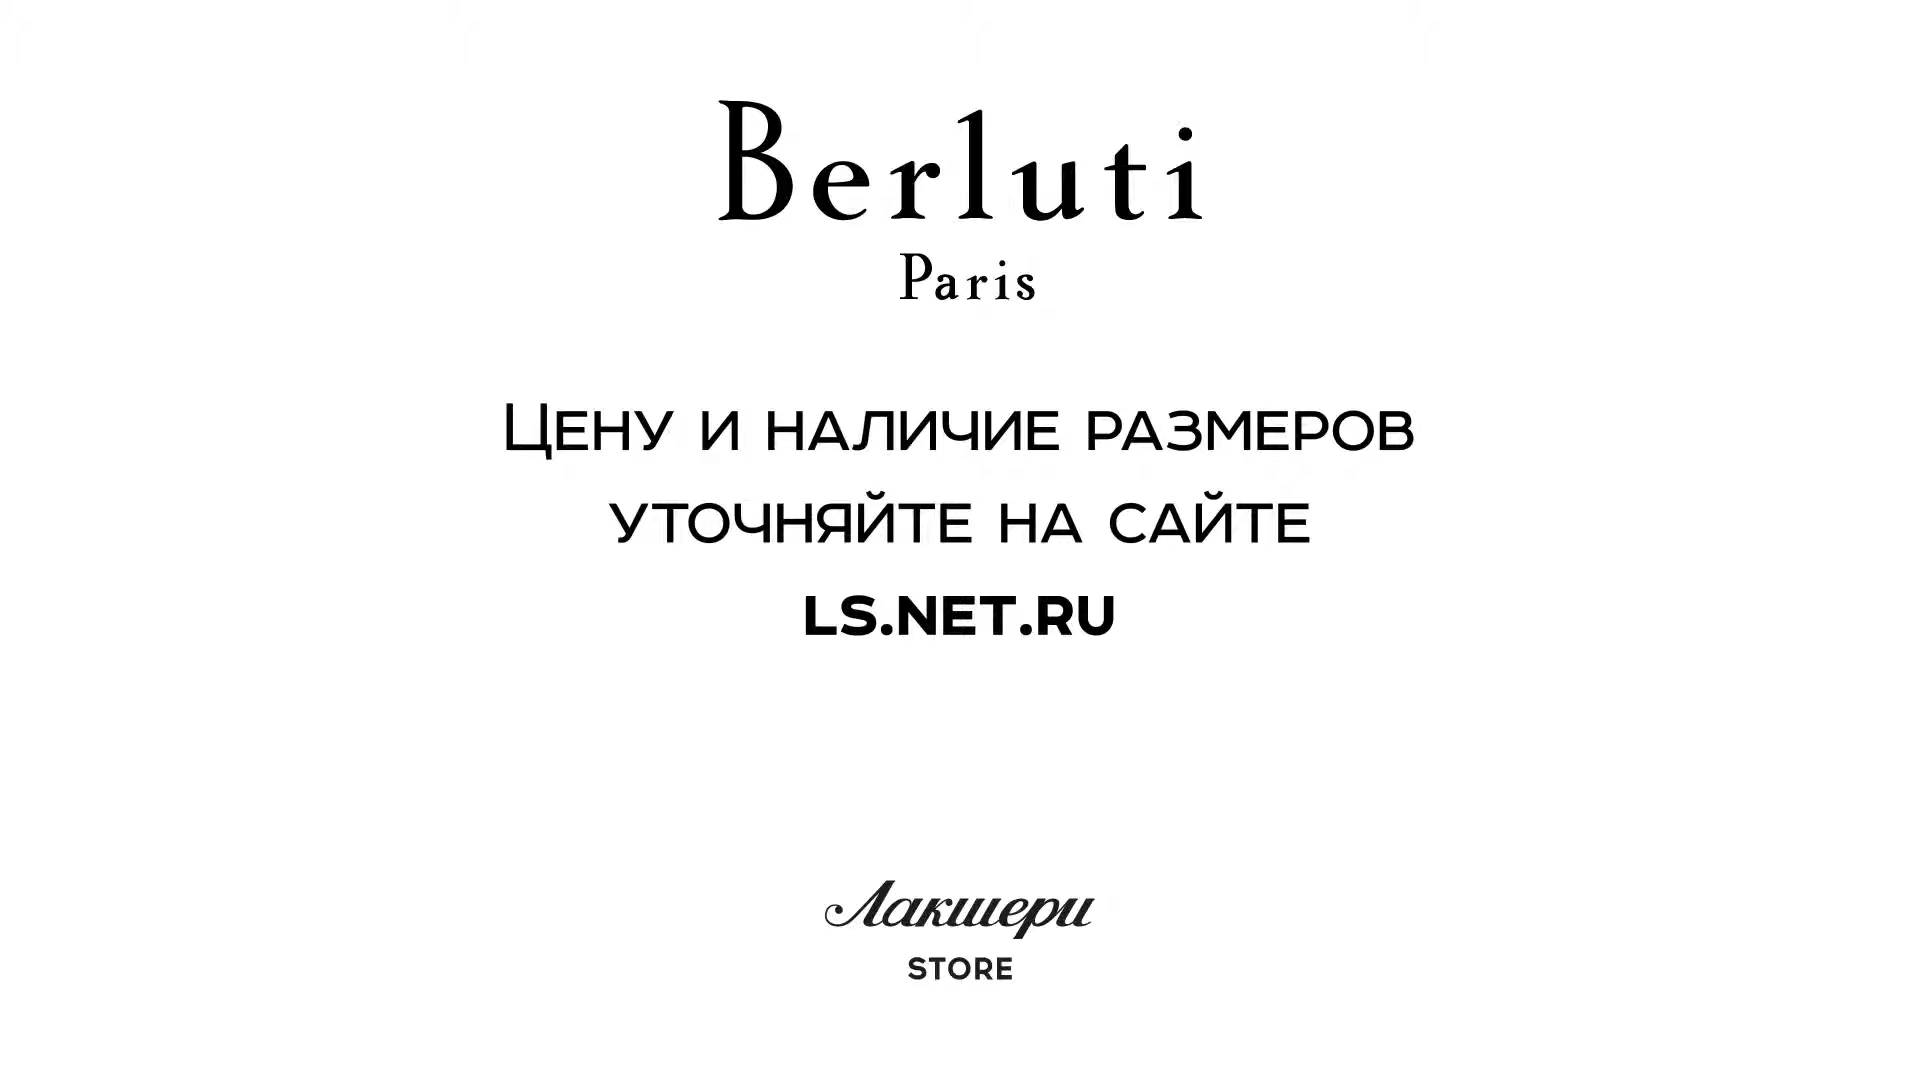 Berluti
Paris
Цену и наличие размеров
уточняйте на сайте
LS.NET.RU
Лакшери
STORE